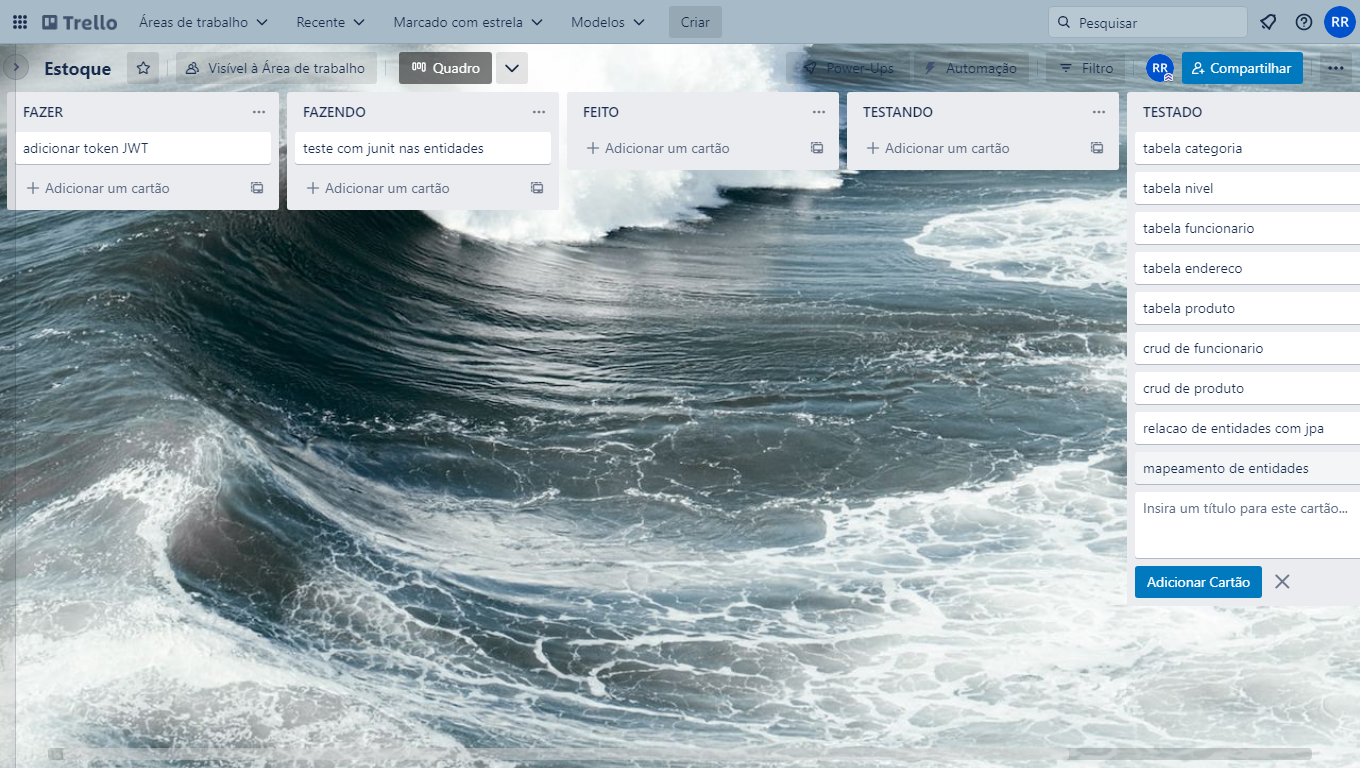 Trello
Áreas de trabalho
Recente
Marcado com estrela
Modelos
Criar
Pesquisar
RR
Estoque
Visível à Área de trabalho
Quadro
Power-Ups
Automação
Filtro
RR
Compartilhar
FAZER
adicionar token JWT
Adicionar um cartão
FAZENDO
teste com junit nas entidades
Adicionar um cartão
FEITO
Adicionar um cartão
TESTANDO
Adicionar um cartão
TESTADO
tabela categoria
tabela nivel
tabela funcionario
tabela endereco
tabela produto
crud de funcionario
crud de produto
relacao de entidades com jpa
mapeamento de entidades
Insira um título para este cartão...
Adicionar Cartão